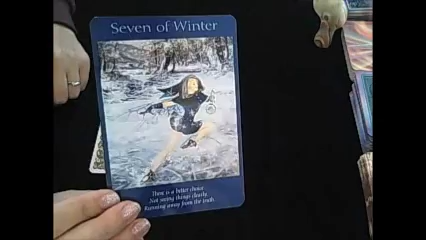 Seven of Winter
There is a better choice.
Not seeing things clearly.
Running away from the truth.